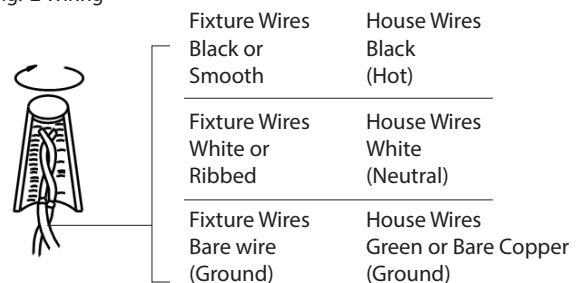 2 Wiring
Fixture Wires House Wires
Black or Black
Smooth (Hot)
Fixture Wires House Wires
White or White
Ribbed (Neutral)
Fixture Wires House Wires
Bare wire Green or Bare Copper
(Ground) (Ground)